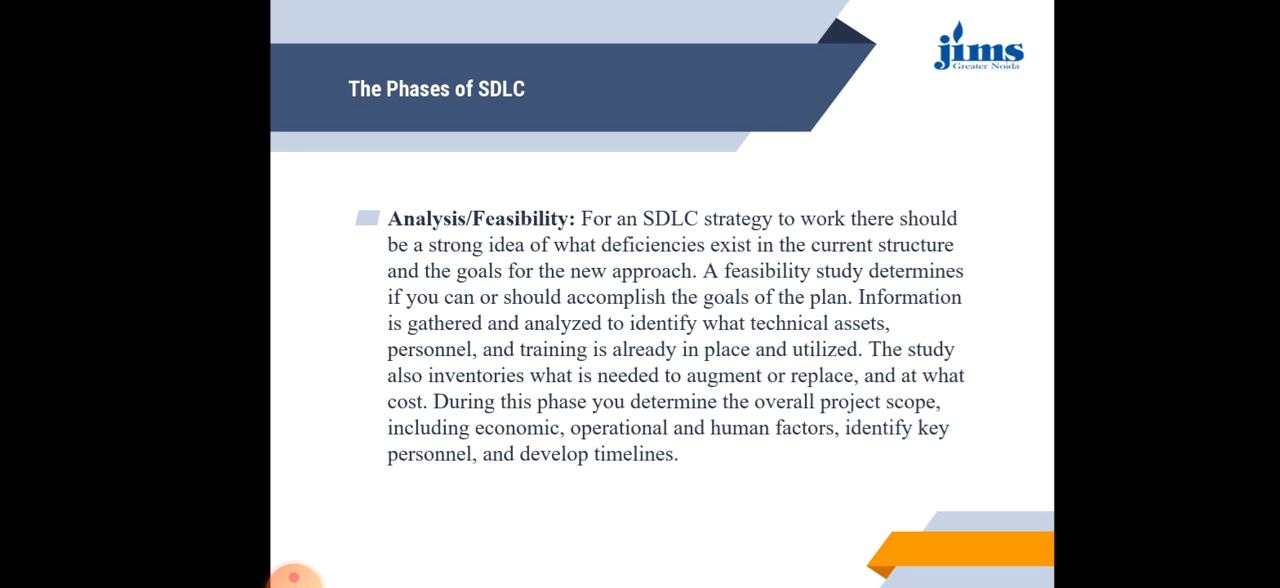 jims
Greater Noida
The Phases of SDLC
Analysis/Feasibility: For an SDLC strategy to work there should
be a strong idea of what deficiencies exist in the current structure
and the goals for the new approach. A feasibility study determines
if you can or should accomplish the goals of the plan. Information
is gathered and analyzed to identify what technical assets,
personnel, and training is already in place and utilized. The study
also inventories what is needed to augment or replace, and at what
cost. During this phase you determine the overall project scope,
including economic, operational and human factors, identify key
personnel, and develop timelines.